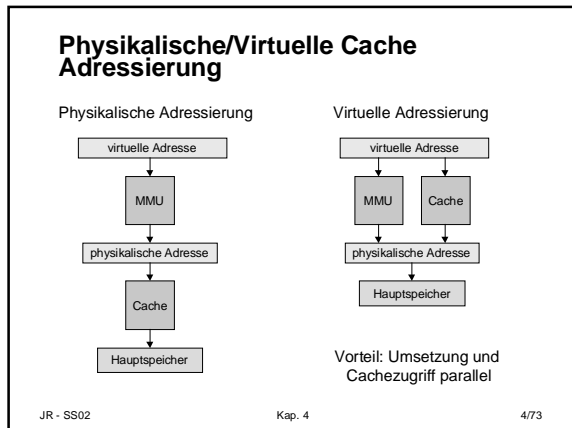 Physikalische/Virtuelle Cache
Adressierung
Physikalische Adressierung
virtuelle Adresse
MMU
physikalische Adresse
Cache
Hauptspeicher
Virtuelle Adressierung
virtuelle Adresse
MMU
Cache
physikalische Adresse
Hauptspeicher
Vorteil: Umsetzung und
Cachezugriff parallel
JR - SS02
Kap. 4
4/73